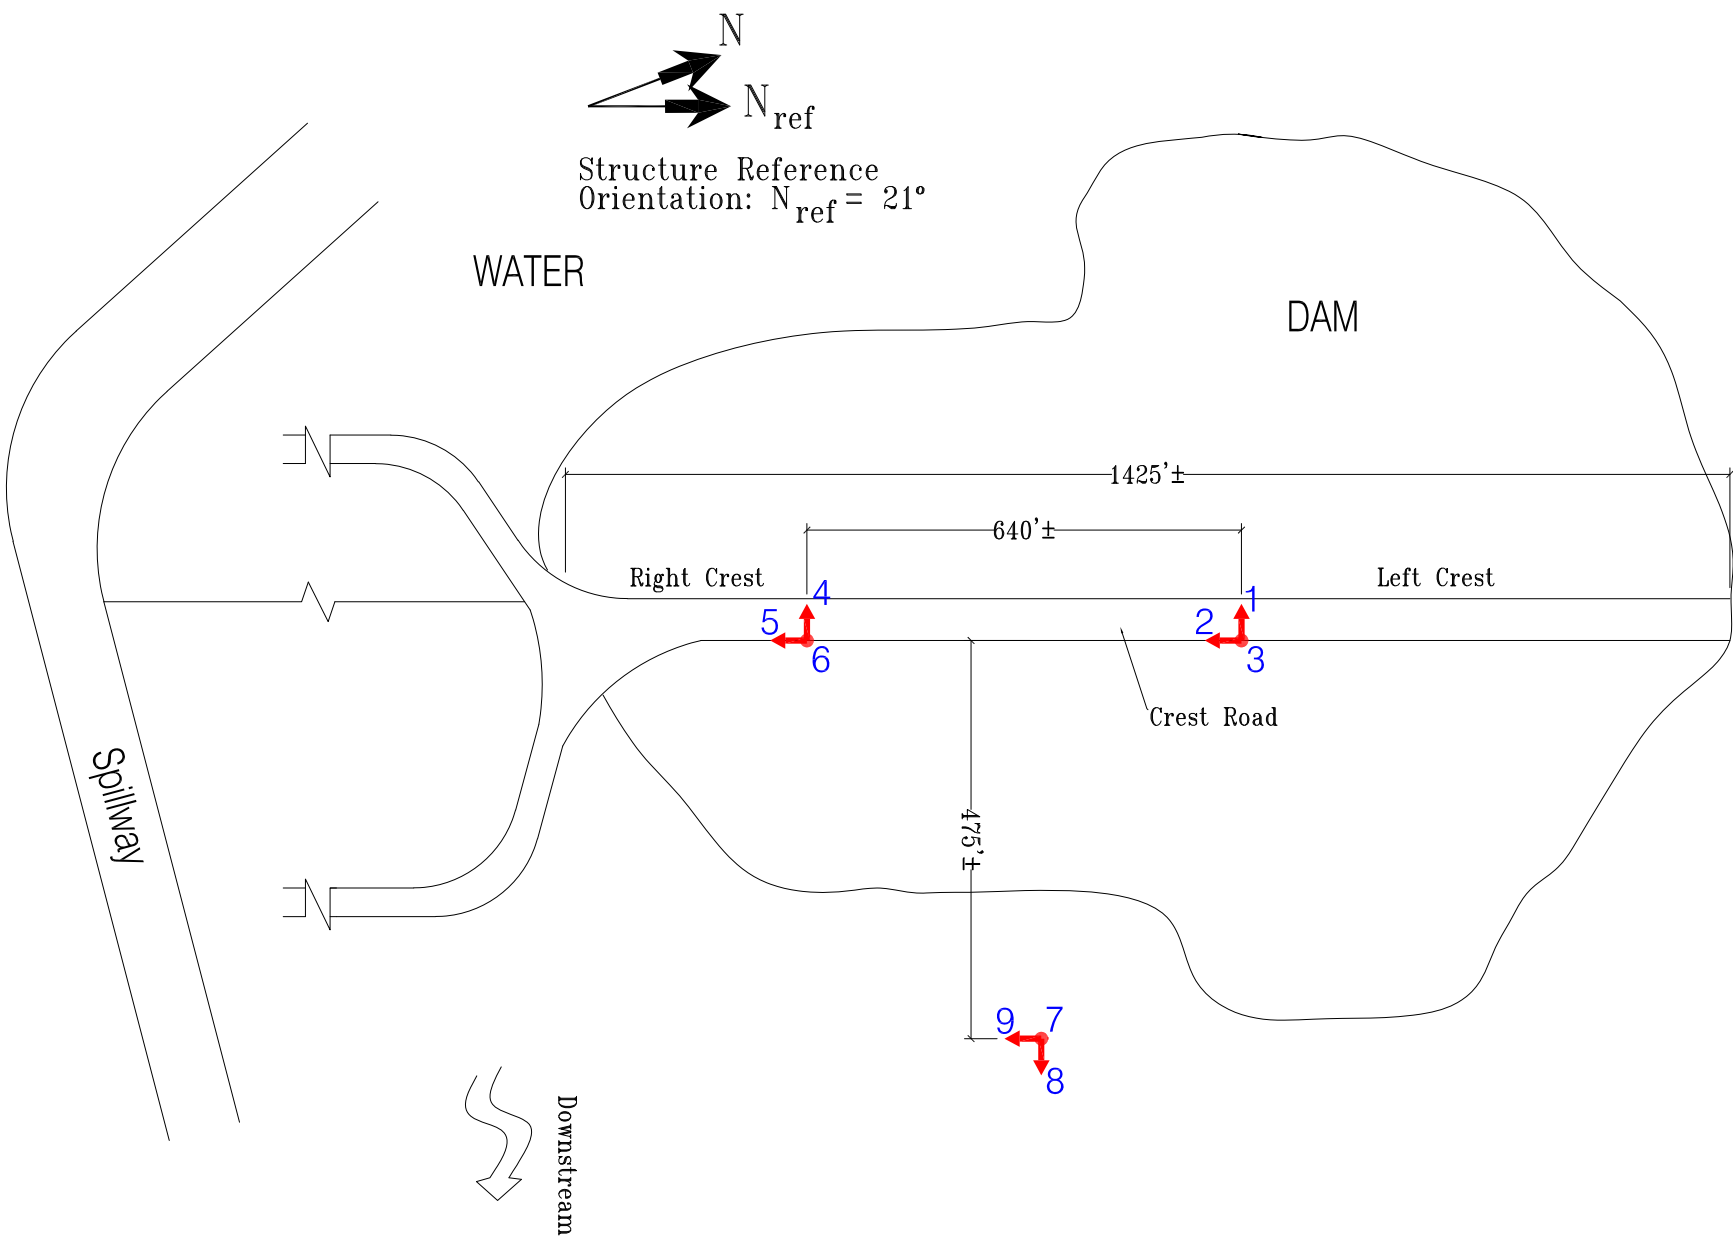 N
N ref
Structure Reference
Orientation: N ref = 21°
WATER
DAM
1425'±
640'±
Right Crest
Left Crest
4
1
5
2
6
3
Crest Road
Spillway
475'±
9
7
8
Downstream